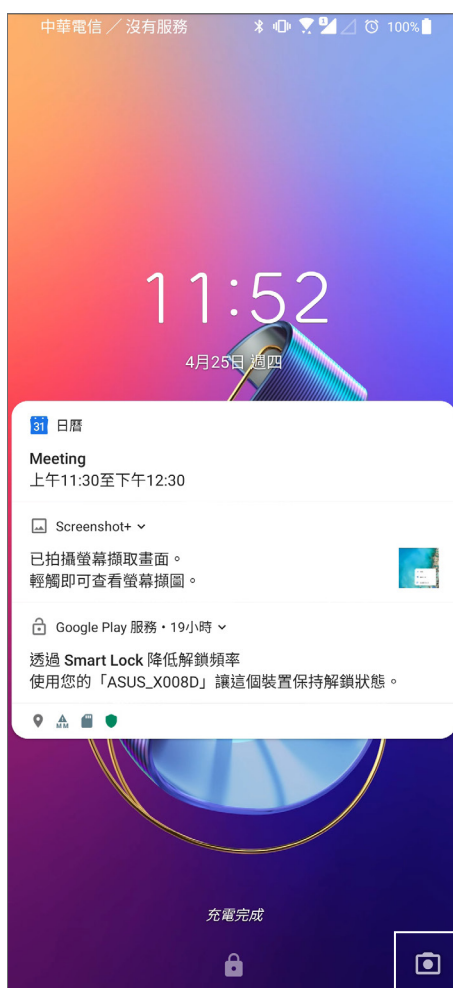 中華電信 ／ 沒有服務 1 100%
11:52
4月25日 週四
31 日曆
Meeting
上午11:30至下午12:30
Screenshot+
已拍攝螢幕擷取畫面。
輕觸即可查看螢幕擷圖。
Google Play 服務・19小時
透過 Smart Lock 降低解鎖頻率
使用您的「ASUS_X008D」讓這個裝置保持解鎖狀態。
MM
充電完成